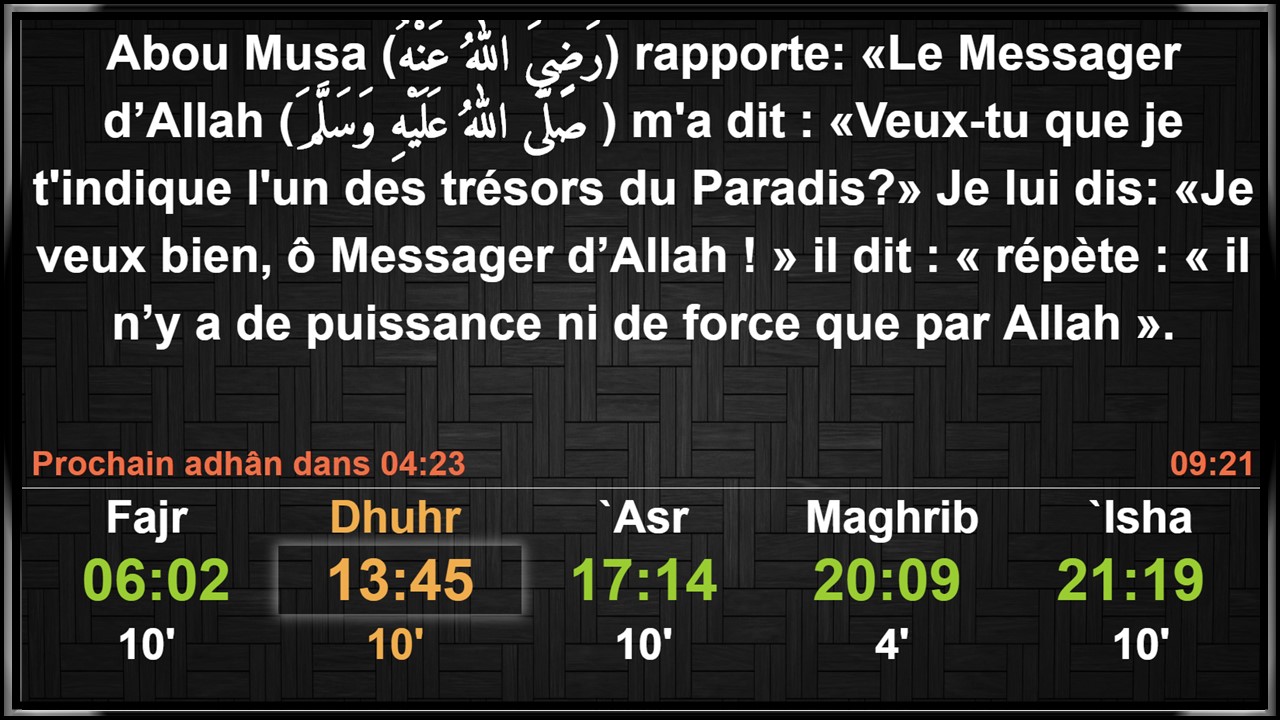 Abou Musa (رَضِيَ اللهُ عَنْهُ) rapporte: «Le Messager
d’Allah (صَلَّى اللهُ عَلَيْهِ وَسَلَّمَ ) m'a dit : «Veux-tu que je
t'indique l'un des trésors du Paradis?» Je lui dis: «Je
veux bien, ô Messager d’Allah ! » il dit : « répète : « il
n’y a de puissance ni de force que par Allah ».
Prochain adhân dans 04:23 09:21
Fajr Dhuhr `Asr Maghrib `Isha
06:02 13:45 17:14 20:09 21:19
10' 10' 10' 4' 10'